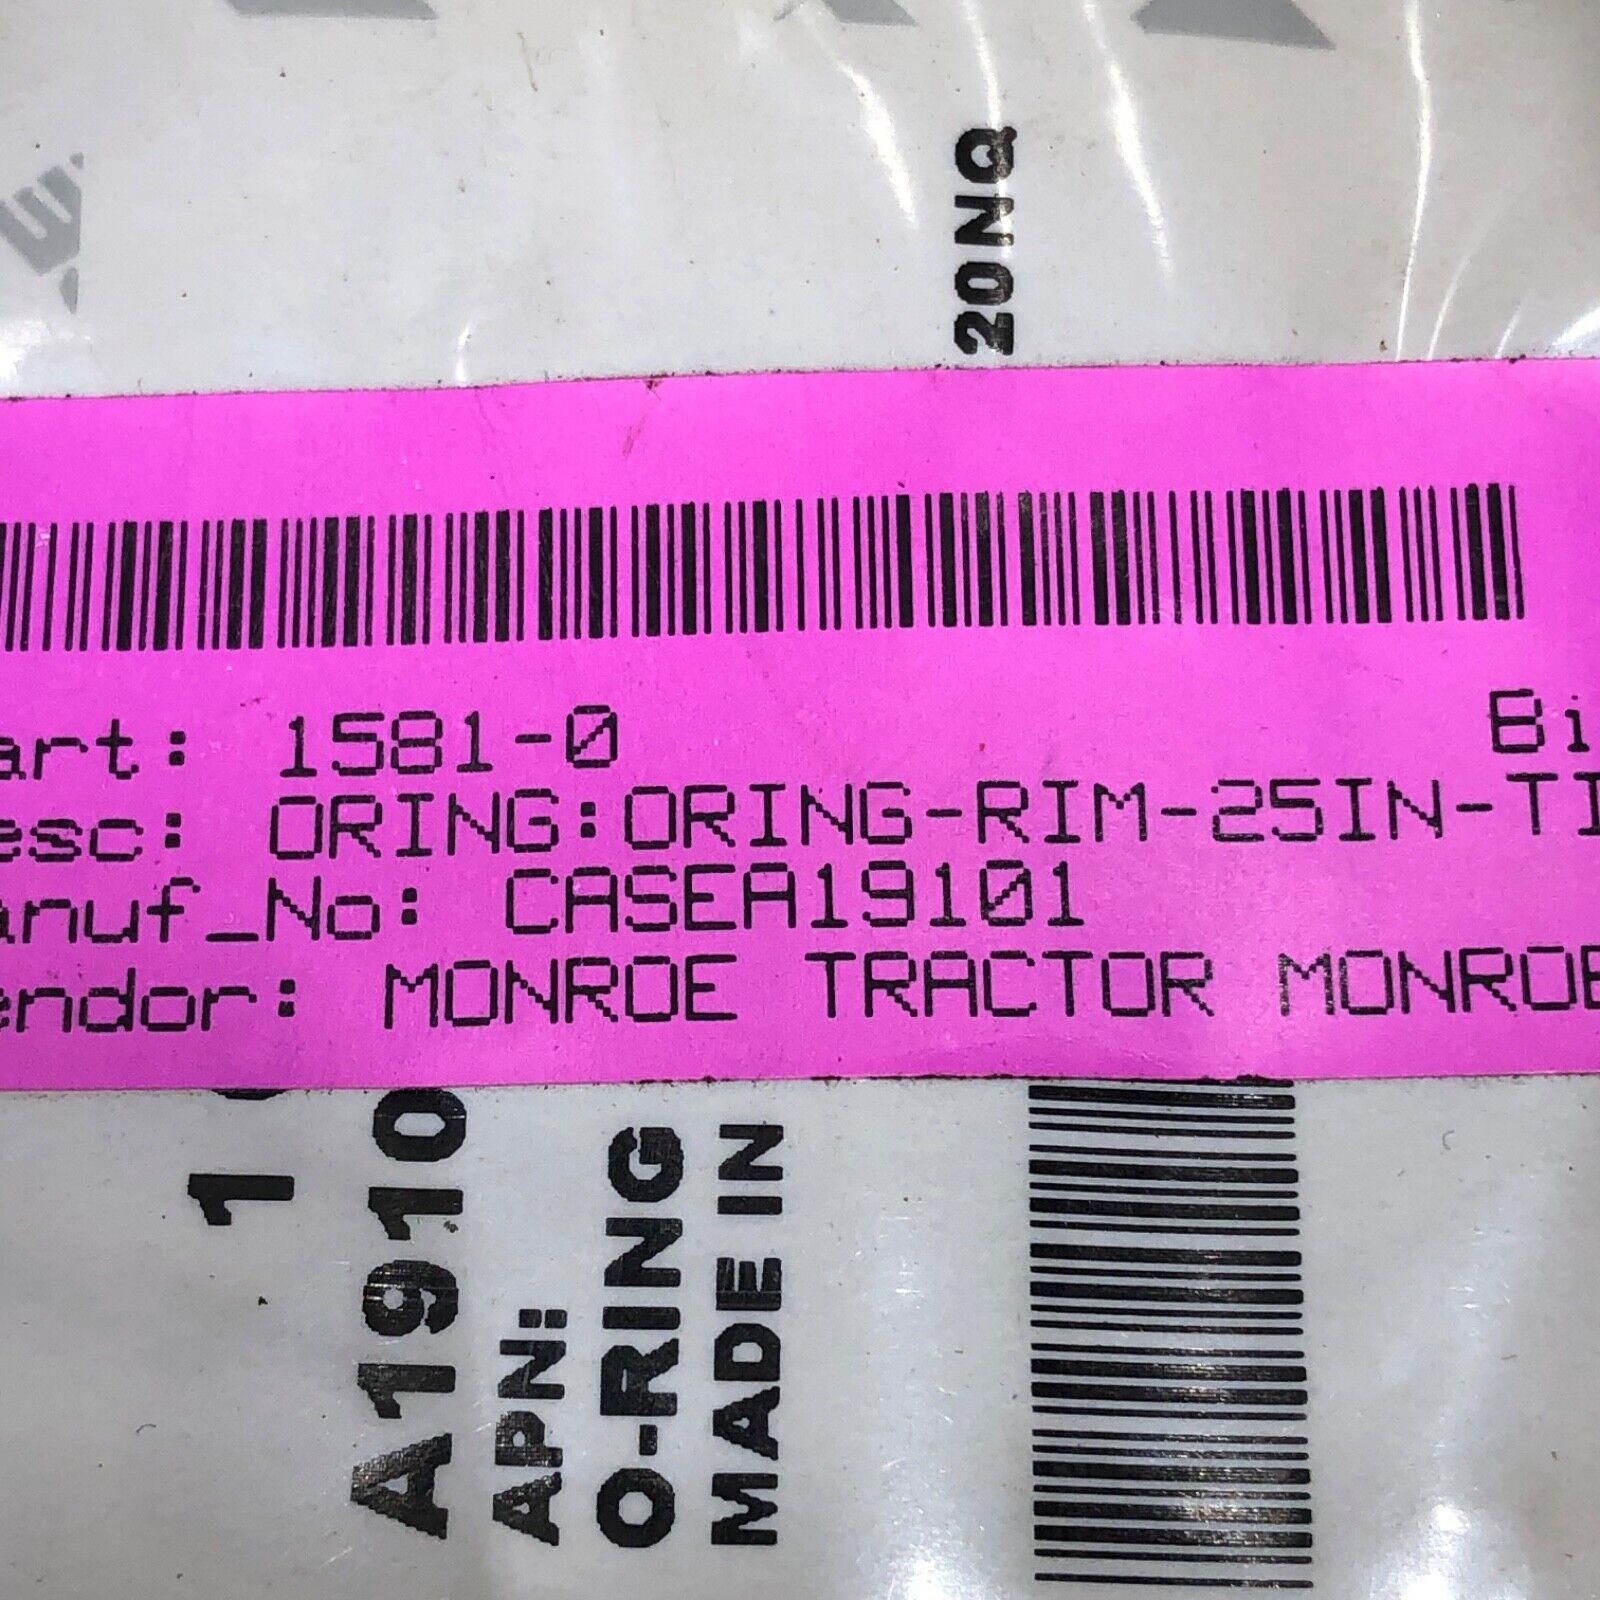 20NQ
art: 1581-0 Bi
esc: ORING:ORING-RIM-25IN-TI
anuf_No: CASEA19101
endor: MONROE TRACTOR MONROE
1
A1910
APN:
O-RING
MADE IN